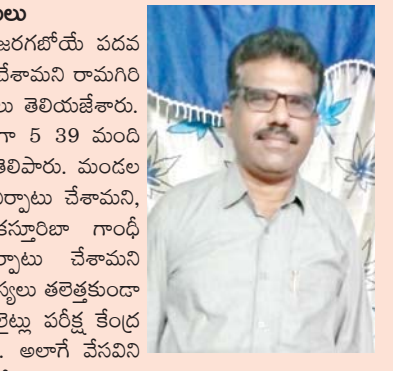 లు
జరగబోయే పదవ
చేశామని రామగిరి
లు తెలియజేశారు.
గా 5 39 మంది
తెలిపారు. మండల
ర్పాటు చేశామని,
కస్తూరిబా గాంధీ
ర్పాటు చేశామని
స్యలు తలెత్తకుండా
లైట్లు పరీక్ష కేంద్ర
. అలాగే వేసవిని